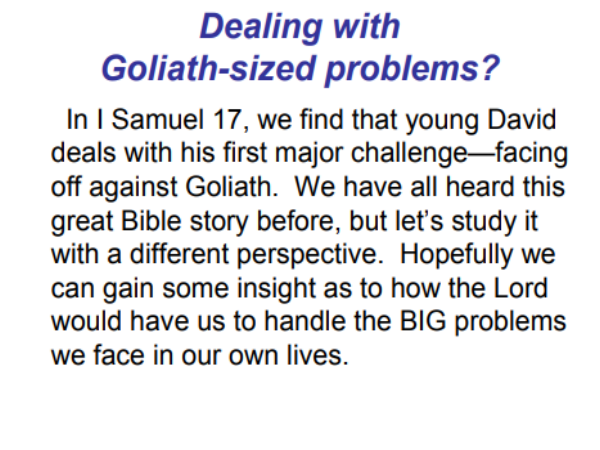 Dealing with
Goliath-sized problems?
In I Samuel 17, we find that young David
deals with his first major challenge—facing
off against Goliath.  We have all heard this
great Bible story before, but let's study it
with a different perspective.  Hopefully we
can gain some insight as to how the Lord
would have us to handle the BIG problems
we face in our own lives.